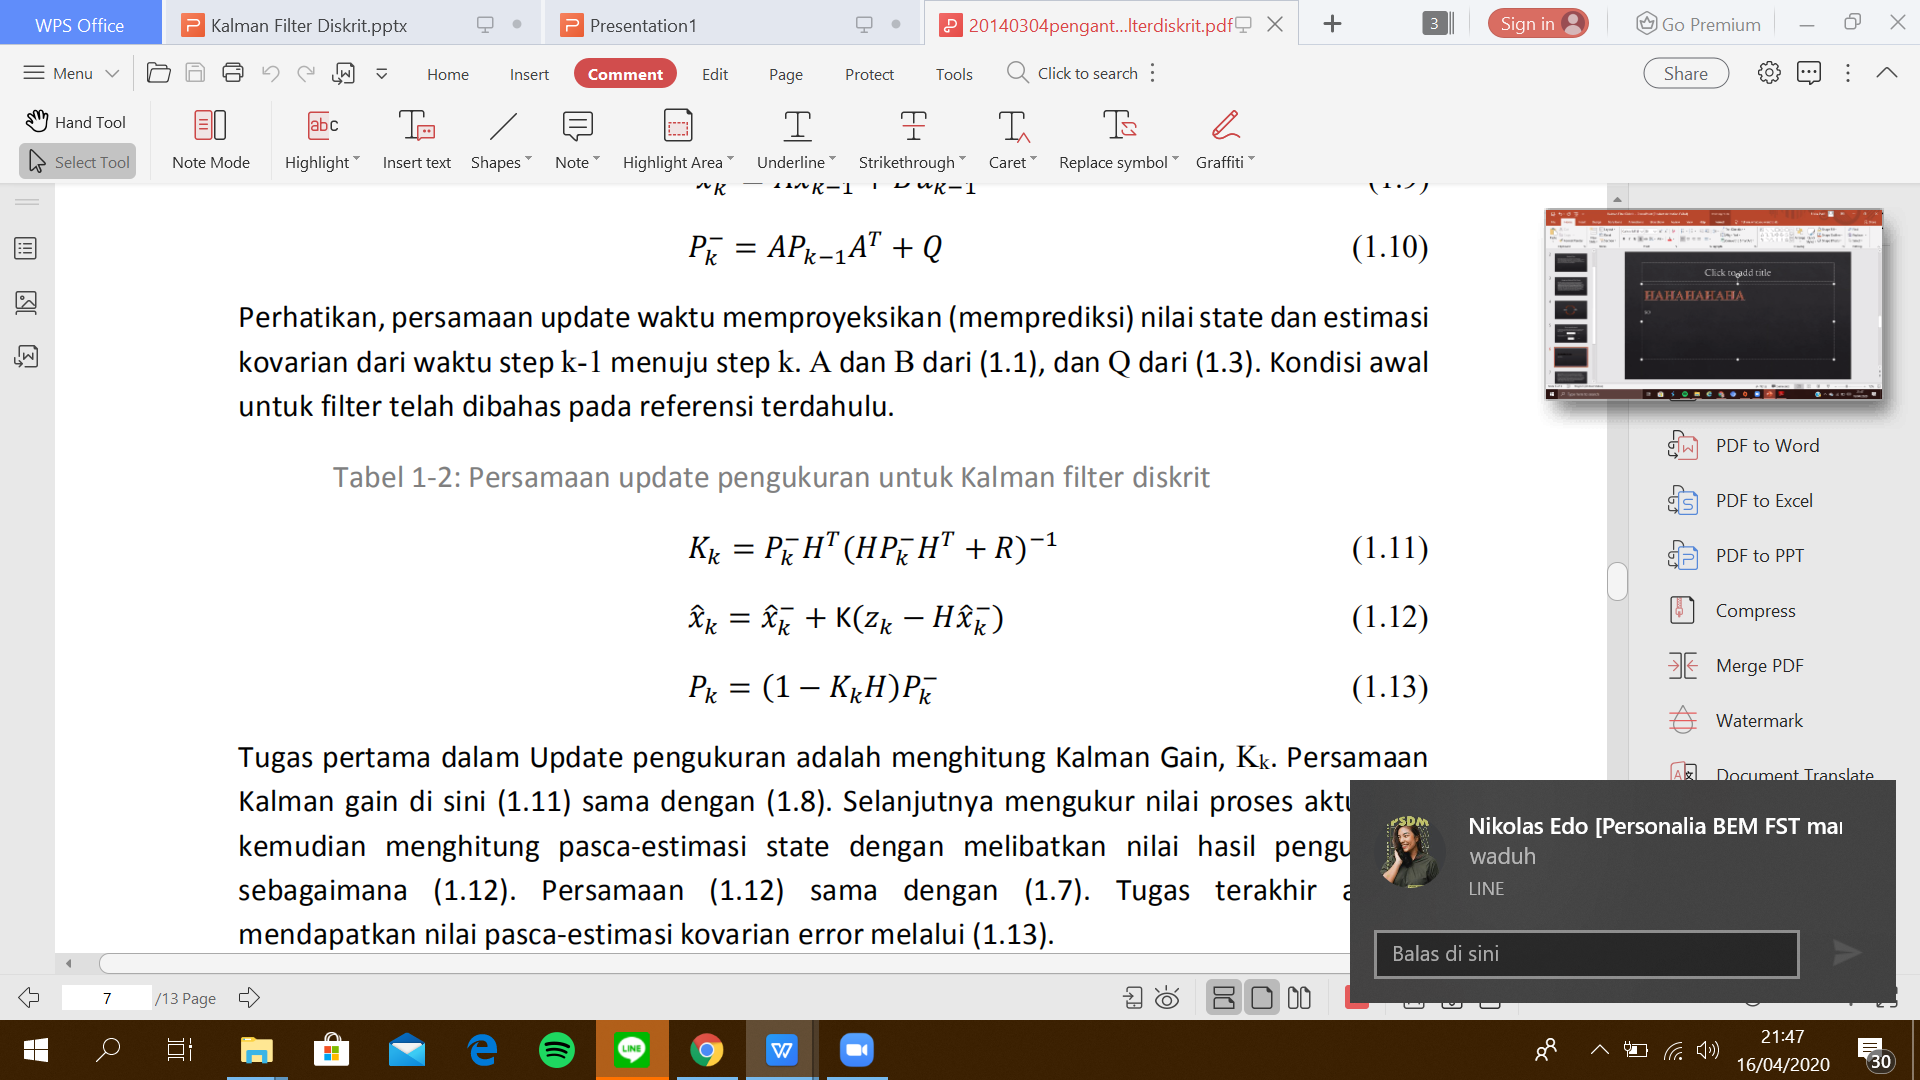 WPS Office
Kalman Filter Diskrit.pptx
Presentation1
20140304pengant...lterdiskrit.pdf
3
Sign in
Go Premium
Menu
Home
Insert
Comment
Edit
Page
Protect
Tools
Click to search
Share
Hand Tool
Select Tool
Note Mode
Highlight
Insert text
Shapes
Note
Highlight Area
Underline
Strikethrough
Caret
Replace symbol
Graffiti
P_k^- = AP_{k−1}A^T + Q (1.10)
Perhatikan, persamaan update waktu memproyeksikan (memprediksi) nilai state dan estimasi
kovarian dari waktu step k-1 menuju step k. A dan B dari (1.1), dan Q dari (1.3). Kondisi awal
untuk filter telah dibahas pada referensi terdahulu.
Tabel 1-2: Persamaan update pengukuran untuk Kalman filter diskrit
K_k = P_k^- H^T (HP_k^- H^T + R)^{−1} (1.11)
x̂_k = x̂_k^- + K(z_k − Hx̂_k^-) (1.12)
P_k = (1 − K_k H)P_k^- (1.13)
Tugas pertama dalam Update pengukuran adalah menghitung Kalman Gain, K_k. Persamaan
Kalman gain di sini (1.11) sama dengan (1.8). Selanjutnya mengukur nilai proses
kemudian menghitung pasca-estimasi state dengan melibatkan nilai hasil
sebagaimana (1.12). Persamaan (1.12) sama dengan (1.7). Tugas terakhir
mendapatkan nilai pasca-estimasi kovarian error melalui (1.13).
Click to add title
HAHAHAHAHA
PDF to Word
PDF to Excel
PDF to PPT
Compress
Merge PDF
Watermark
Document Translate
Nikolas Edo [Personalia BEM FST
waduh
LINE
Balas di sini
7 /13 Page
LINE
21:47
16/04/2020
30